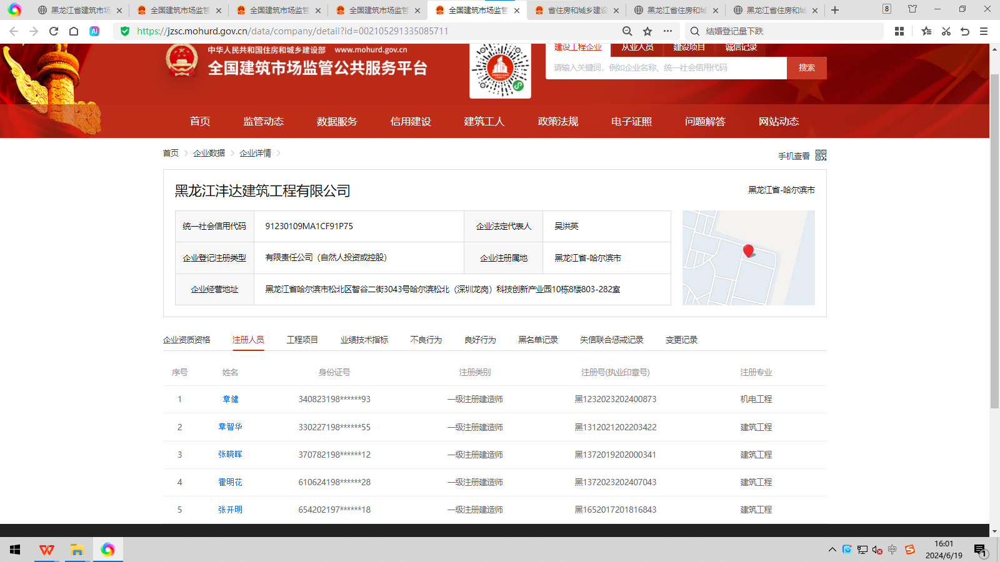 黑龙江省建筑市场
全国建筑市场监管
全国建筑市场监管
全国建筑市场监管
全国建筑市场监管
省住房和城乡建设
黑龙江省住房和城
黑龙江省住房和城
8
AI
https://jzsc.mohurd.gov.cn/data/company/detail?id=002105291335085711
结婚登记量下跌
中华人民共和国住房和城乡建设部 www.mohurd.gov.cn
全国建筑市场监管公共服务平台
建设工程企业 从业人员 建设项目 诚信记录
请输入关键词，例如企业名称、统一社会信用代码
搜索
首页 监管动态 数据服务 信用建设 建筑工人 政策法规 电子证照 问题解答 网站动态
首页 企业数据 企业详情
手机查看
黑龙江沣达建筑工程有限公司
黑龙江省-哈尔滨市
统一社会信用代码 91230109MA1CF91P75 企业法定代表人 吴洪英
企业登记注册类型 有限责任公司（自然人投资或控股） 企业注册属地 黑龙江省-哈尔滨市
企业经营地址 黑龙江省哈尔滨市松北区智谷二街3043号哈尔滨松北（深圳龙岗）科技创新产业园10栋8楼803-282室
企业资质资格 注册人员 工程项目 业绩技术指标 不良行为 良好行为 黑名单记录 失信联合惩戒记录 变更记录
序号 姓名 身份证号 注册类别 注册号(执业印章号) 注册专业
1 章健 340823198******93 一级注册建造师 黑1232023202400873 机电工程
2 章智华 330227198******55 一级注册建造师 黑1312021202203422 建筑工程
3 张晓晖 370782198******12 一级注册建造师 黑1372019202000341 建筑工程
4 霍明花 610624198******28 一级注册建造师 黑1372023202407043 建筑工程
5 张开明 654202197******18 一级注册建造师 黑1652017201816843 建筑工程
中
16:01
2024/6/19
1